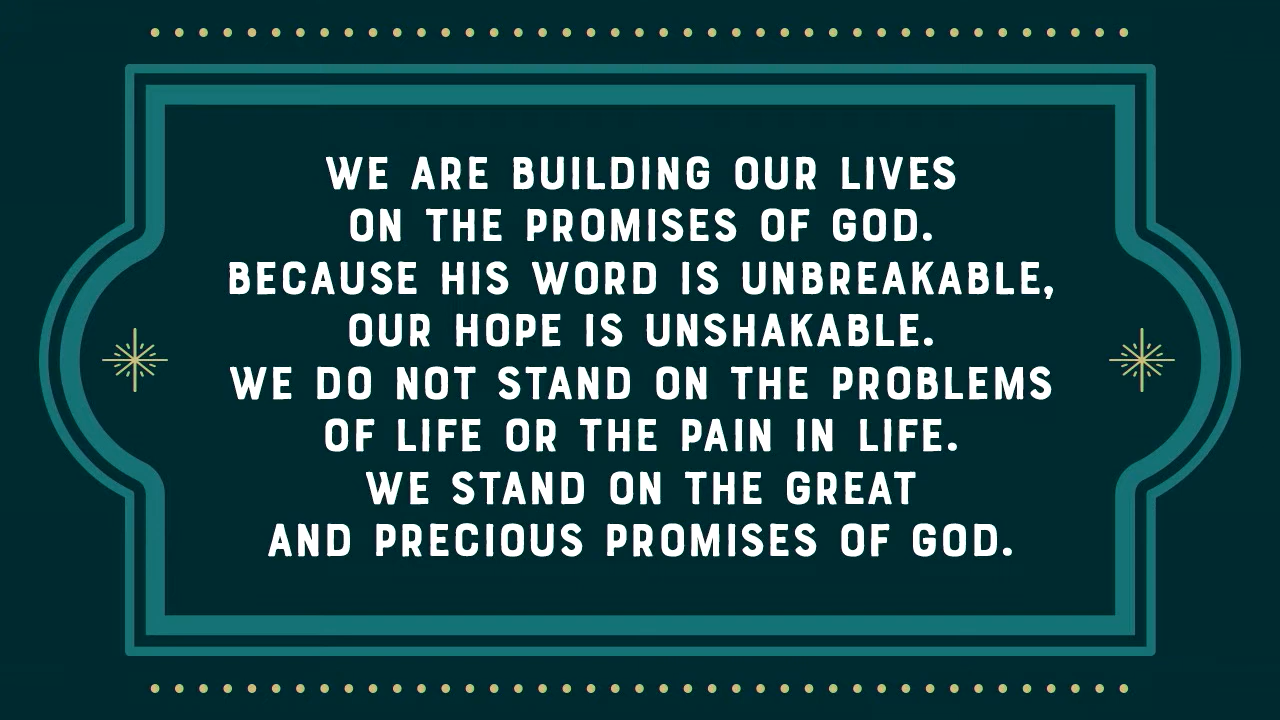 WE ARE BUILDING OUR LIVES
ON THE PROMISES OF GOD.
BECAUSE HIS WORD IS UNBREAKABLE,
OUR HOPE IS UNSHAKABLE.
WE DO NOT STAND ON THE PROBLEMS
OF LIFE OR THE PAIN IN LIFE.
WE STAND ON THE GREAT
AND PRECIOUS PROMISES OF GOD.